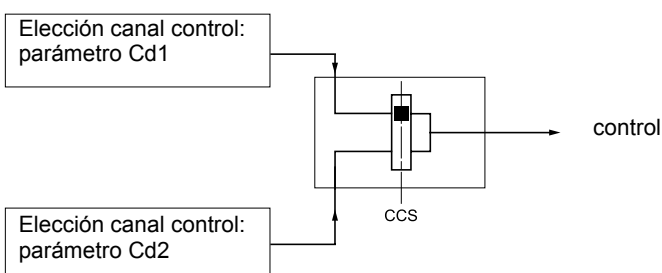 Elección canal control:
parámetro Cd1
control
CCS
Elección canal control:
parámetro Cd2